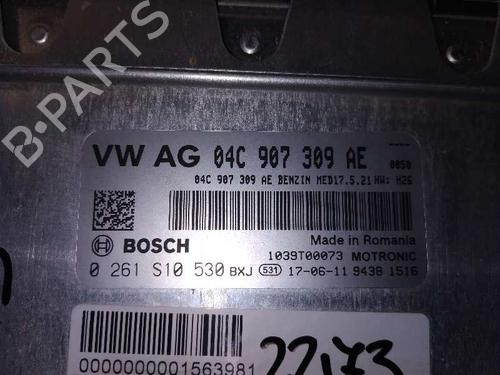 B-PARTS
VW AG 04C 907 309 AE 0050
04C 907 309 AE BENZIN MED17.5.21 HW: H26
BOSCH
Made in Romania
1039T00073 MOTRONIC
0 261 S10 530 BXJ 531 17-06-11 9438 1516
0000000001563981
22173